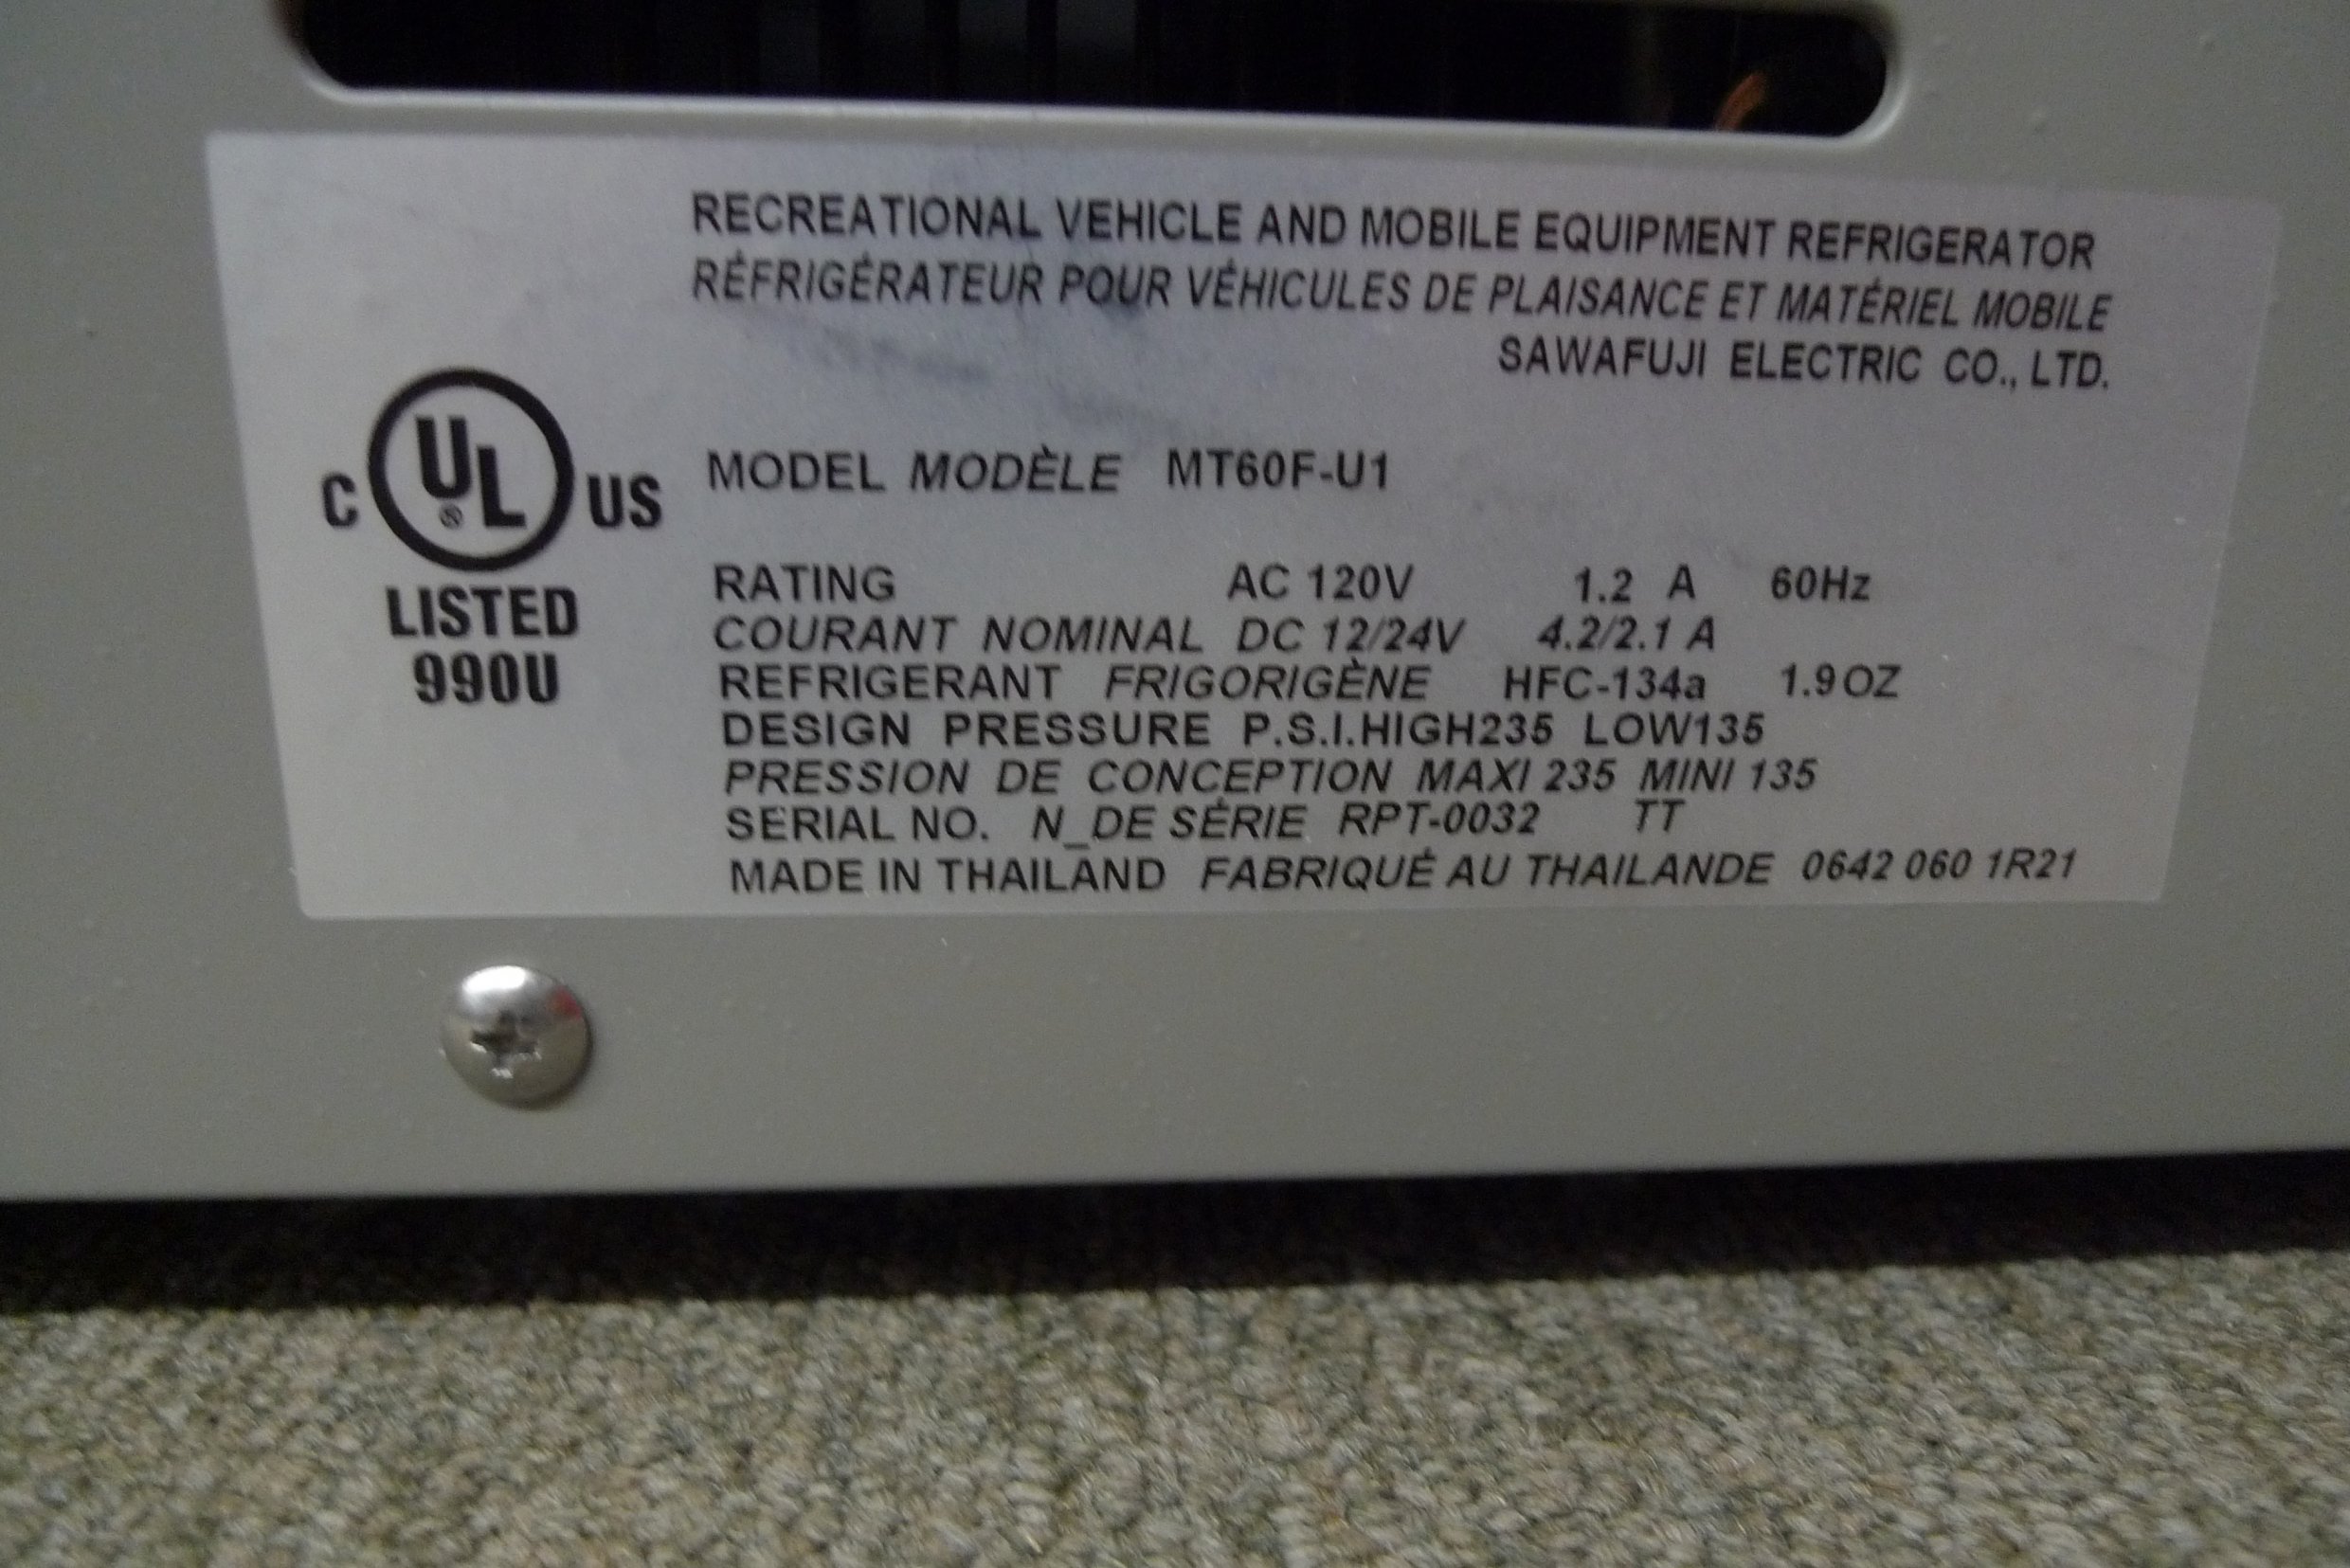 RECREATIONAL VEHICLE AND MOBILE EQUIPMENT REFRIGERATOR
RÉFRIGÉRATEUR POUR VÉHICULES DE PLAISANCE ET MATÉRIEL MOBILE
SAWAFUJI ELECTRIC CO., LTD.
C UL ® US
LISTED
990U
MODEL MODÈLE MT60F-U1
RATING AC 120V 1.2 A 60Hz
COURANT NOMINAL DC 12/24V 4.2/2.1 A
REFRIGERANT FRIGORIGÈNE HFC-134a 1.9 OZ
DESIGN PRESSURE P.S.I.HIGH235 LOW135
PRESSION DE CONCEPTION MAXI 235 MINI 135
SERIAL NO. N_DE SÉRIE RPT-0032 TT
MADE IN THAILAND FABRIQUÉ AU THAILANDE 0642 060 1R21